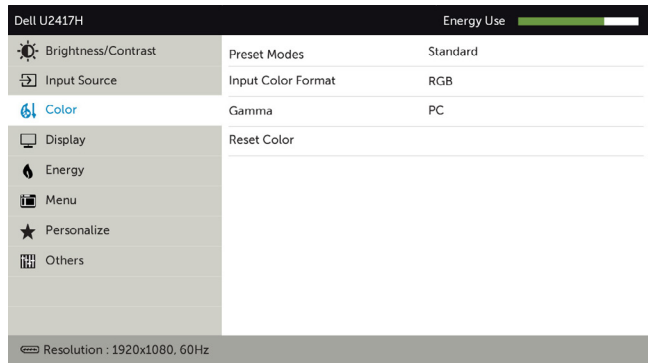 Dell U2417H Energy Use
Brightness/Contrast
Preset Modes Standard
Input Source
Input Color Format RGB
Color
Gamma PC
Display
Reset Color
Energy
Menu
Personalize
Others
Resolution : 1920x1080, 60Hz